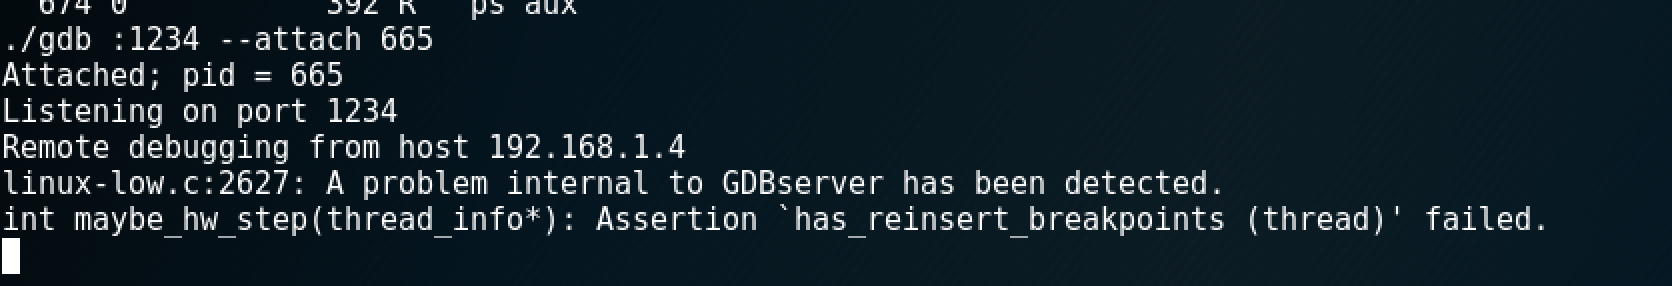 674 0 392 R ps aux
./gdb :1234 --attach 665
Attached; pid = 665
Listening on port 1234
Remote debugging from host 192.168.1.4
linux-low.c:2627: A problem internal to GDBserver has been detected.
int maybe_hw_step(thread_info*): Assertion `has_reinsert_breakpoints (thread)' failed.